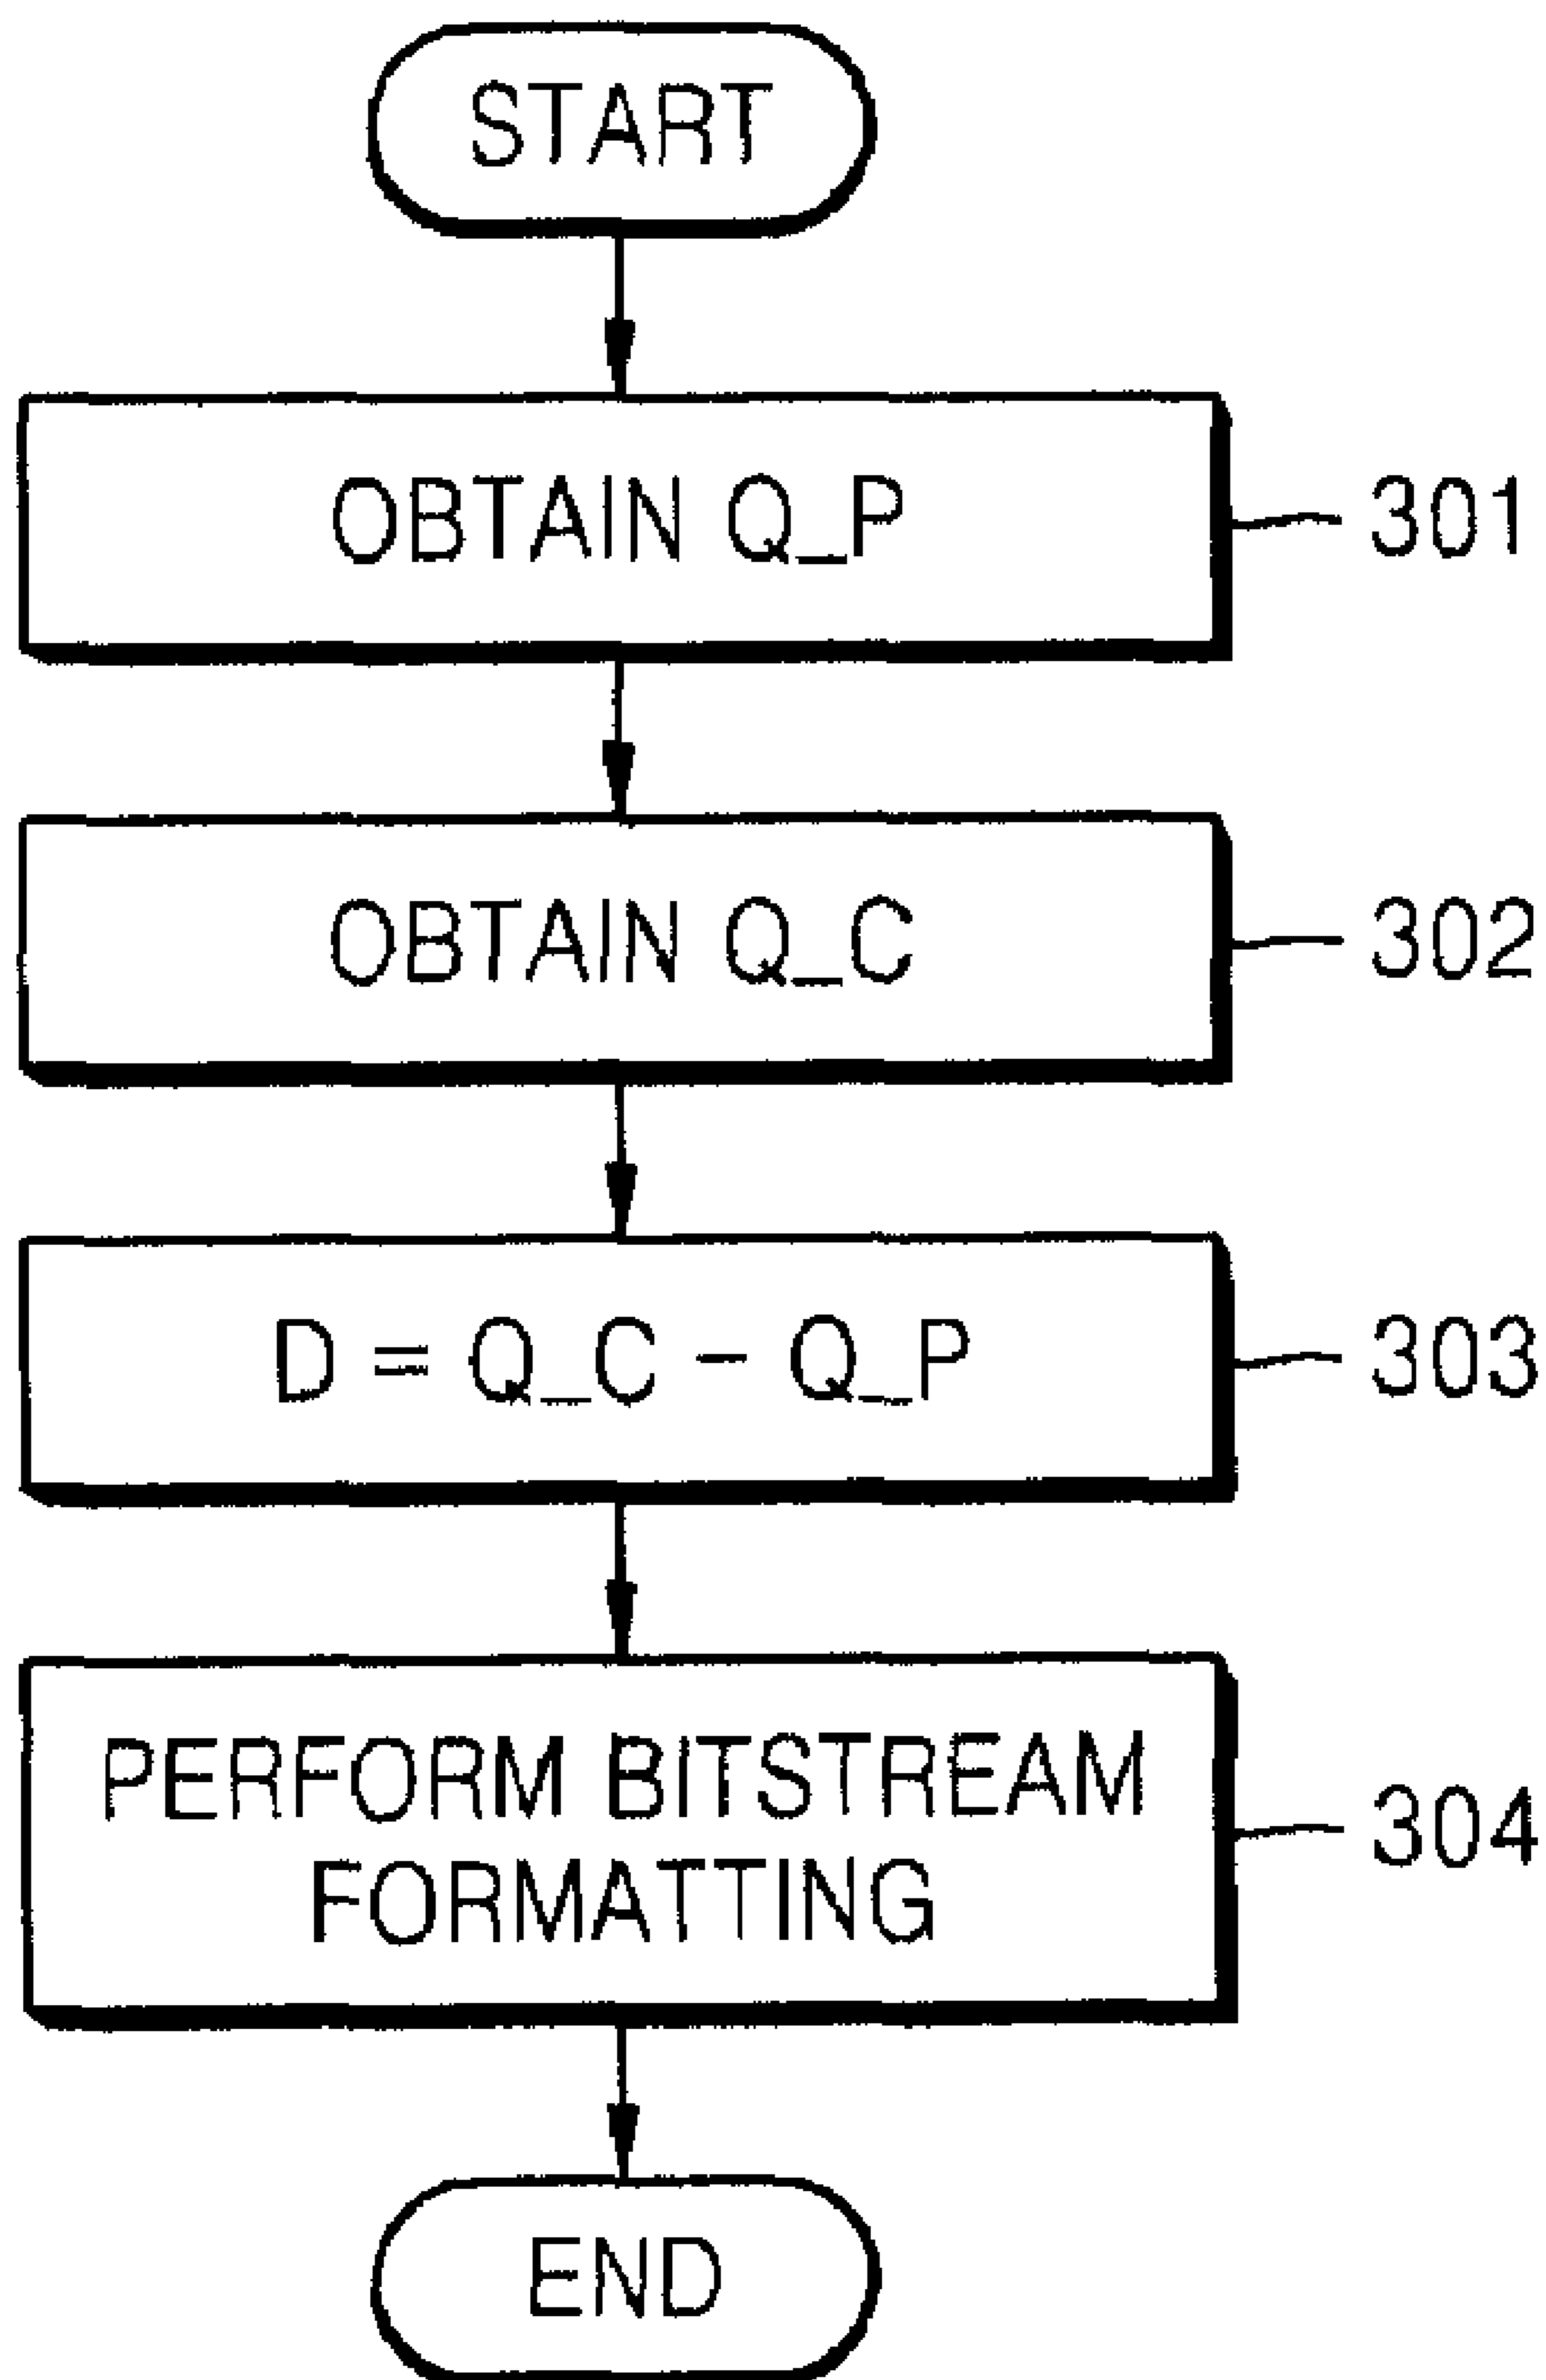 START
OBTAIN Q_P
301
OBTAIN Q_C
302
D = Q_C - Q_P
303
PERFORM BITSTREAM
FORMATTING
304
END